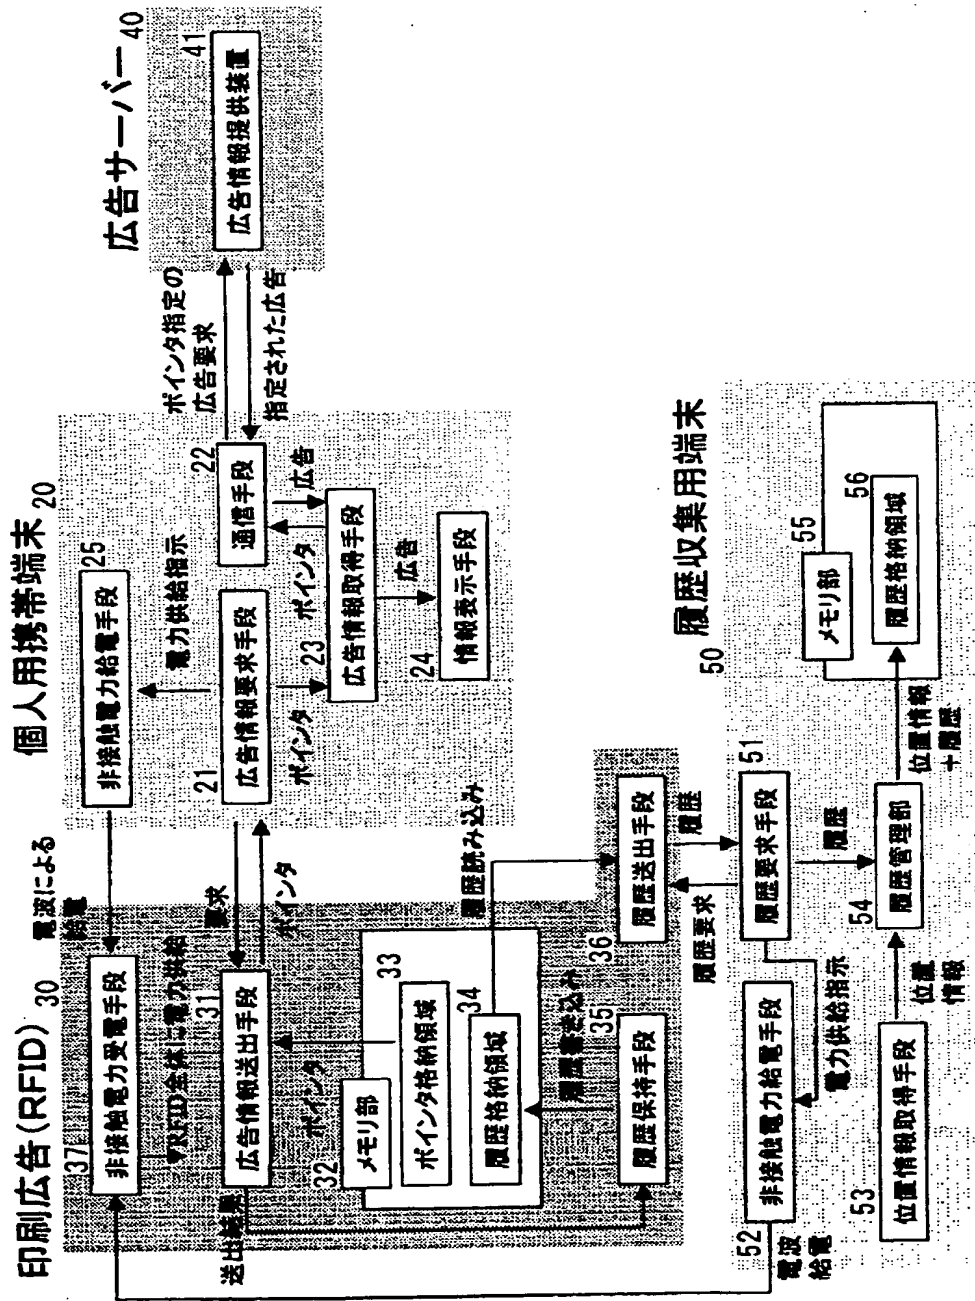 印刷広告(RFID) 30
37
非接触電力受電手段
電波による
給電
RFID全体に電力供給
31
広告情報送出手段
要求
ポインタ
送出結果
ポインタ
32
メモリ部
33
ポインタ格納領域
34
履歴格納領域
履歴読み込み
履歴書き込み
35
履歴保持手段
36
履歴送出手段
個人用携帯端末 20
25
非接触電力給電手段
電力供給指示
21
広告情報要求手段
22
通信手段
ポインタ
ポインタ
広告
23
広告情報取得手段
広告
24
情報表示手段
広告サーバー 40
41
広告情報提供装置
ポインタ指定の
広告要求
指定された広告
履歴収集用端末
50
履歴要求
履歴
51
履歴要求手段
52
非接触電力給電手段
電波
給電
電力供給指示
履歴
53
位置情報取得手段
位置
情報
54
履歴管理部
位置情報
+履歴
55
メモリ部
56
履歴格納領域